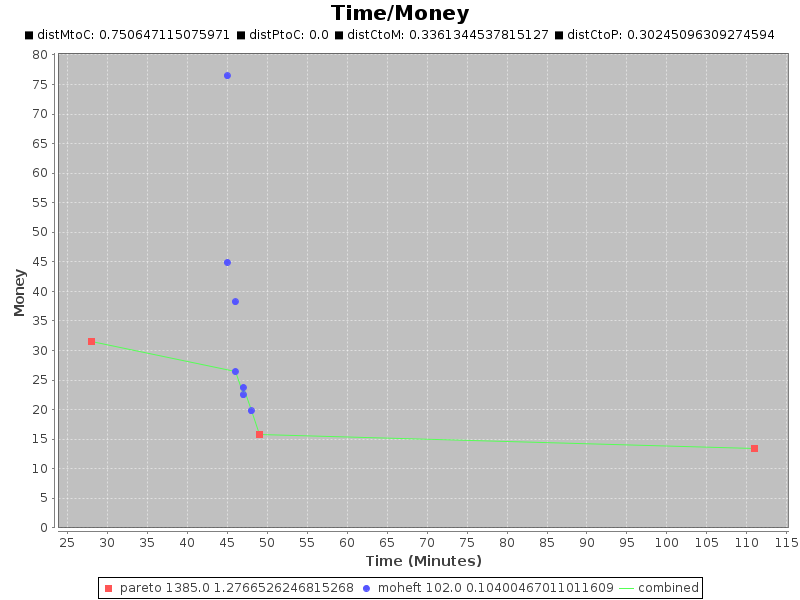 Time/Money
distMtoC: 0.750647115075971 distPtoC: 0.0 distCtoM: 0.3361344537815127 distCtoP: 0.30245096309274594
80
75
70
65
60
55
50
45
40
35
30
25
20
15
10
5
0
Money
25 30 35 40 45 50 55 60 65 70 75 80 85 90 95 100 105 110 115
Time (Minutes)
pareto 1385.0 1.2766526246815268 moheft 102.0 0.10400467011011609 combined